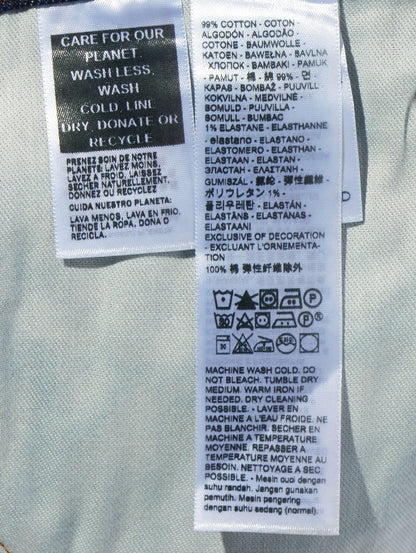 CARE FOR OUR
PLANET.
WASH LESS,
WASH
COLD, LINE
DRY, DONATE OR
RECYCLE
PRENEZ SOIN DE NOTRE
PLANÈTE: LAVEZ MOINS,
LAVEZ À FROID, LAISSEZ
SÉCHER NATURELLEMENT,
DONNEZ OU RECYCLEZ
CUIDA NUESTRO PLANETA:
LAVA MENOS, LAVA EN FRIO,
TIENDE LA ROPA, DONA O
RECICLA.
99% COTTON - COTON -
ALGODÓN - ALGODÃO -
COTONE - BAUMWOLLE -
KATOEN - BAWEŁNA - BAVLNA
- ХЛОПОК - ΒΑΜΒΑΚΙ - PAMUK
- PAMUT - 棉 - 綿 99% - 면
KAPAS - BOMBAŽ - PUUVILL -
KOKVILNA - MEDVILNĖ -
BOMULD - PUUVILLA -
BOMULL - BUMBAC
1% ELASTANE - ELASTHANNE
- elastano - ELASTANO -
ELASTOMERO - ELASTHAN -
ELASTAAN - ELASTAN -
ЭЛАСТАН - ΕΛΑΣΤΑΝΗ -
GUMISZÁL - 氨纶 - 彈性纖維 -
ポリウレタン 1% -
폴리우레탄 - ELASTĀN -
ELASTĀNS - ELASTANAS -
ELASTAANI
EXCLUSIVE OF DECORATION
- EXCLUANT L'ORNEMENTA-
TION
100% 棉 弹性纤维除外
P
P
MACHINE WASH COLD. DO
NOT BLEACH. TUMBLE DRY
MEDIUM. WARM IRON IF
NEEDED. DRY CLEANING
POSSIBLE. - LAVER EN
MACHINE A L'EAU FROIDE. NE
PAS BLANCHIR. SECHER EN
MACHINE A TEMPERATURE
MOYENNE. REPASSER A
TEMPERATURE MOYENNE AU
BESOIN. NETTOYAGE A SEC
POSSIBLE. - Mesin cuci dengan
suhu rendah. Jangan gunakan
pemutih. Mesin pengering
dengan suhu sedang (normal).